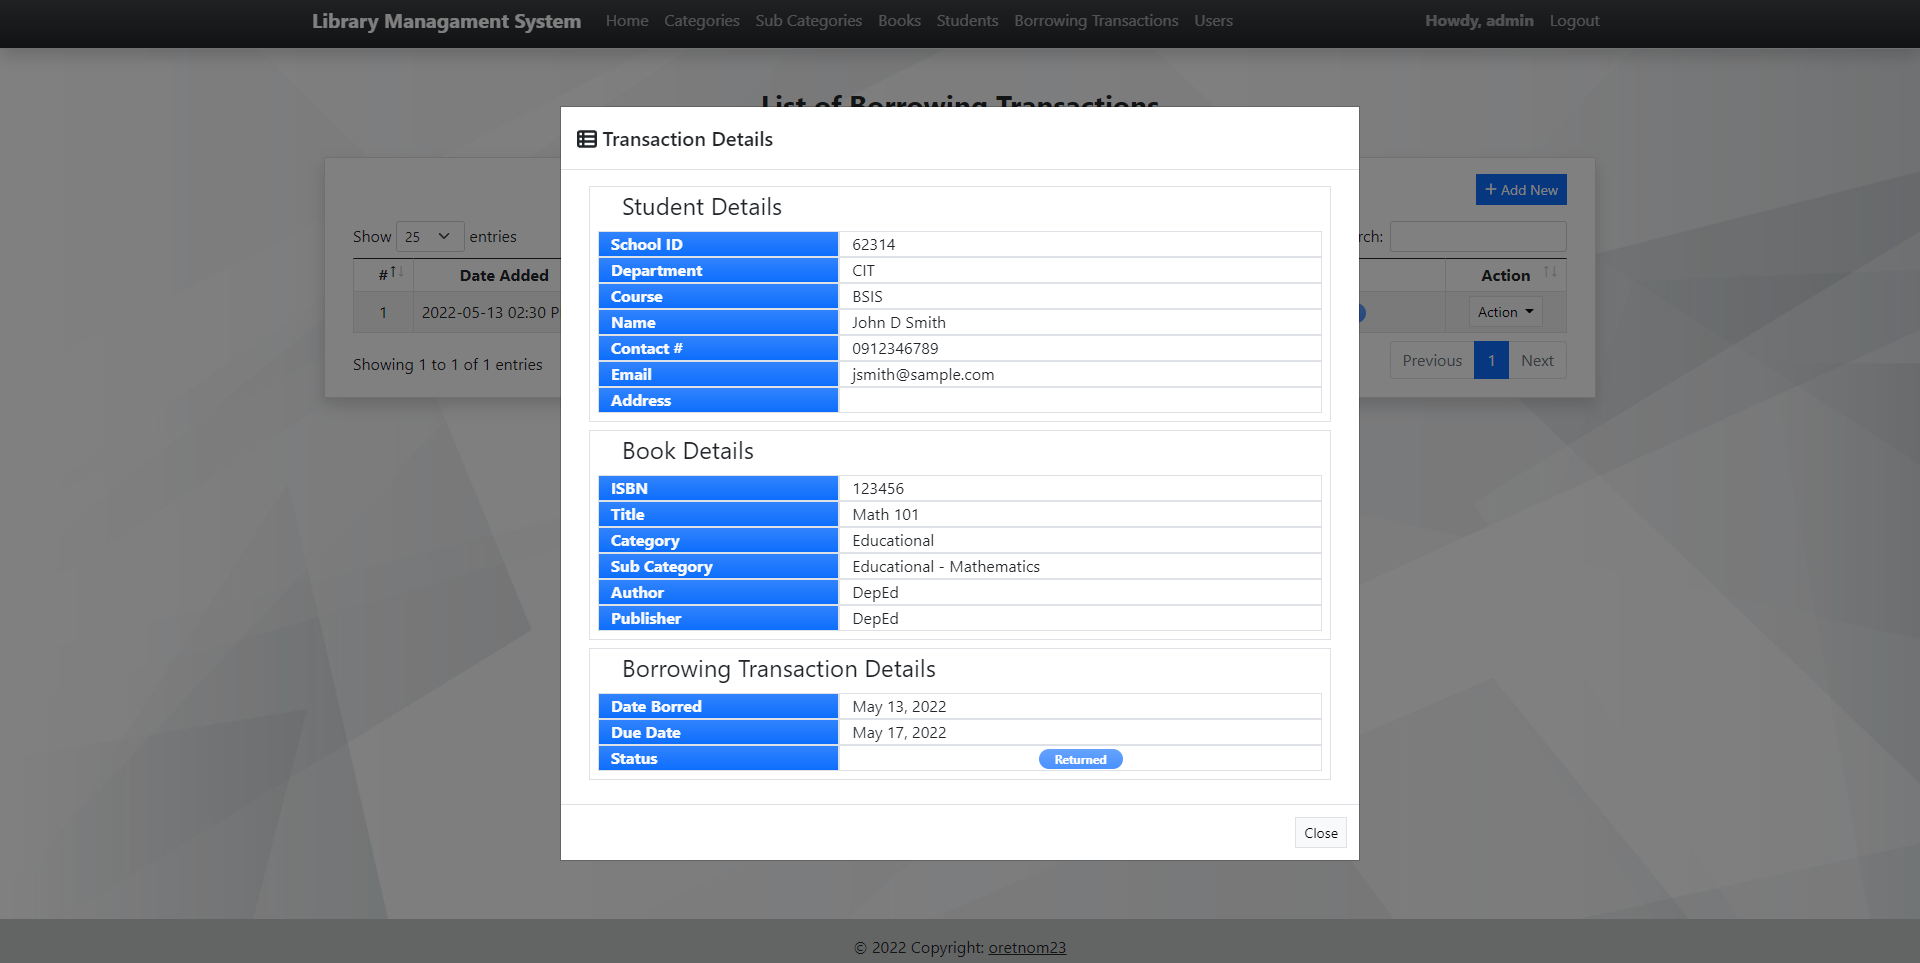 Library Managament System Home Categories Sub Categories Books Students Borrowing Transactions Users Howdy, admin Logout
List of Borrowing Transactions
Transaction Details
+ Add New
Show 25 entries
rch:
# Date Added Action
1 2022-05-13 02:30 P Action
Showing 1 to 1 of 1 entries
Previous 1 Next
Student Details
School ID 62314
Department CIT
Course BSIS
Name John D Smith
Contact # 0912346789
Email jsmith@sample.com
Address
Book Details
ISBN 123456
Title Math 101
Category Educational
Sub Category Educational - Mathematics
Author DepEd
Publisher DepEd
Borrowing Transaction Details
Date Borred May 13, 2022
Due Date May 17, 2022
Status Returned
Close
© 2022 Copyright: oretnom23